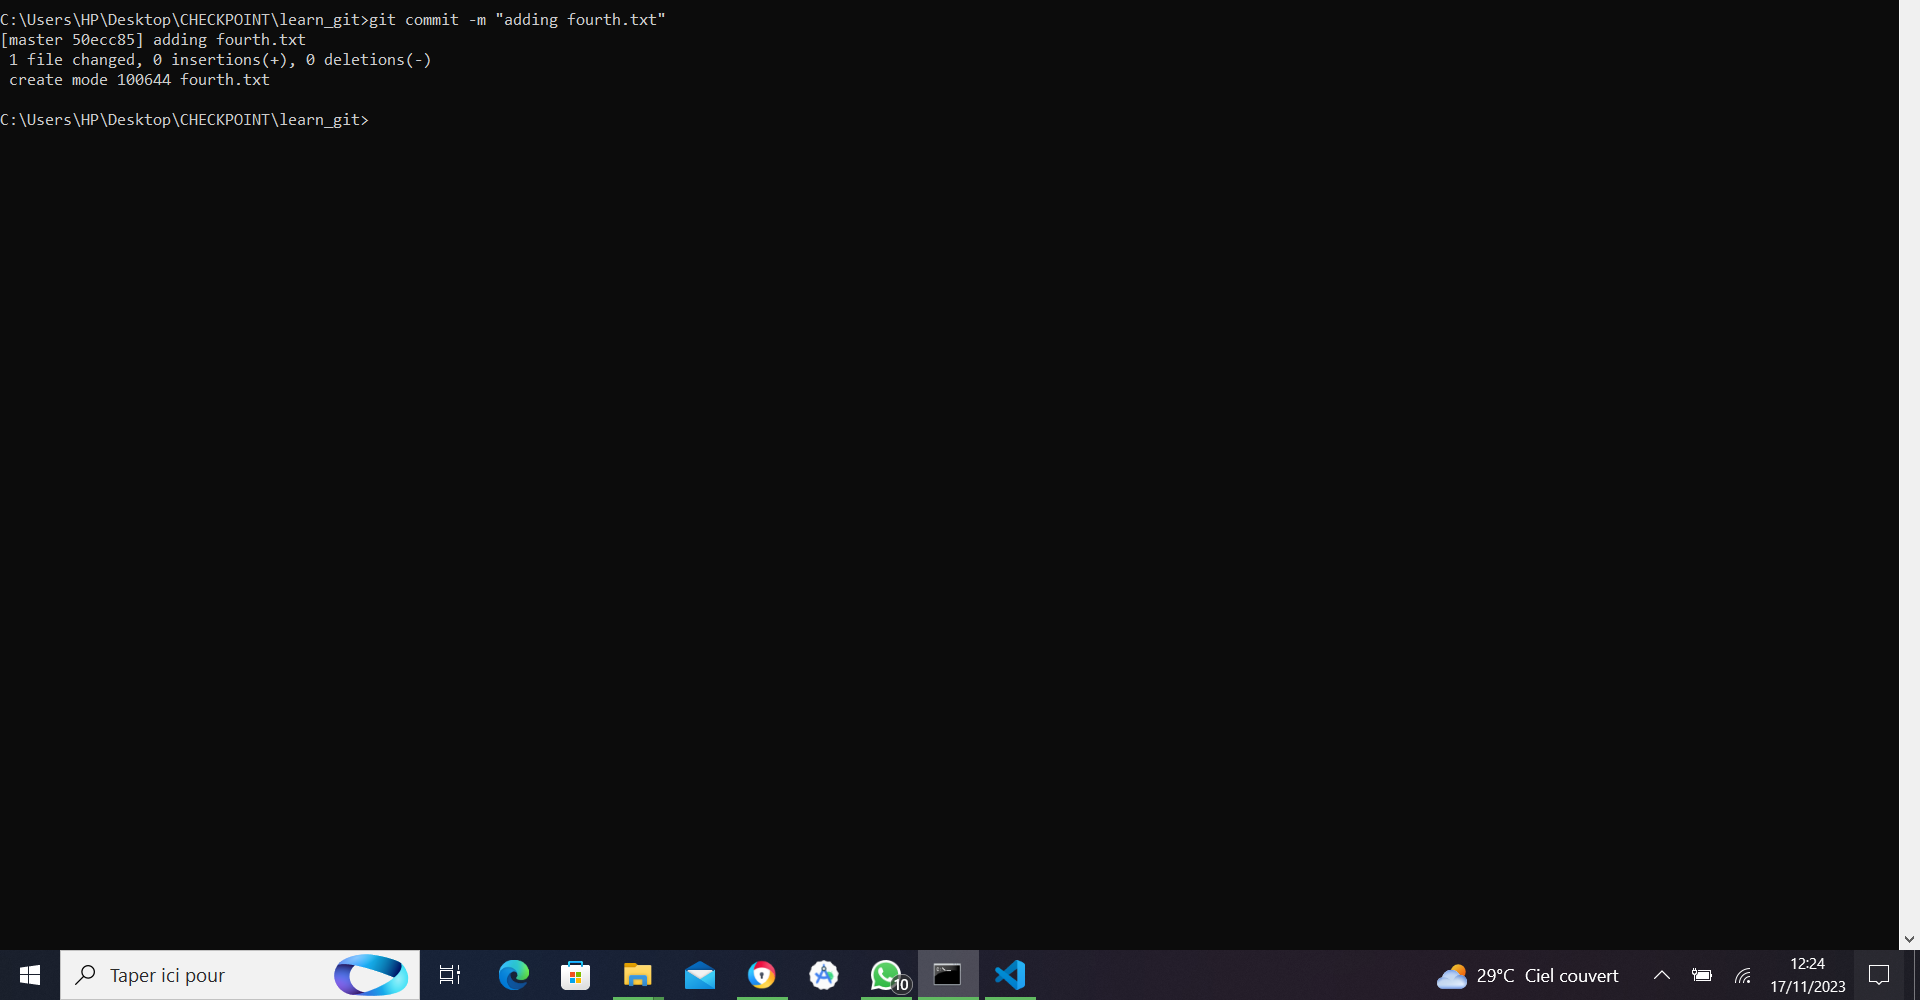 C:\Users\HP\Desktop\CHECKPOINT\learn_git>git commit -m "adding fourth.txt"
[master 50ecc85] adding fourth.txt
 1 file changed, 0 insertions(+), 0 deletions(-)
 create mode 100644 fourth.txt
C:\Users\HP\Desktop\CHECKPOINT\learn_git>
Taper ici pour
10
29°C Ciel couvert
12:24
17/11/2023